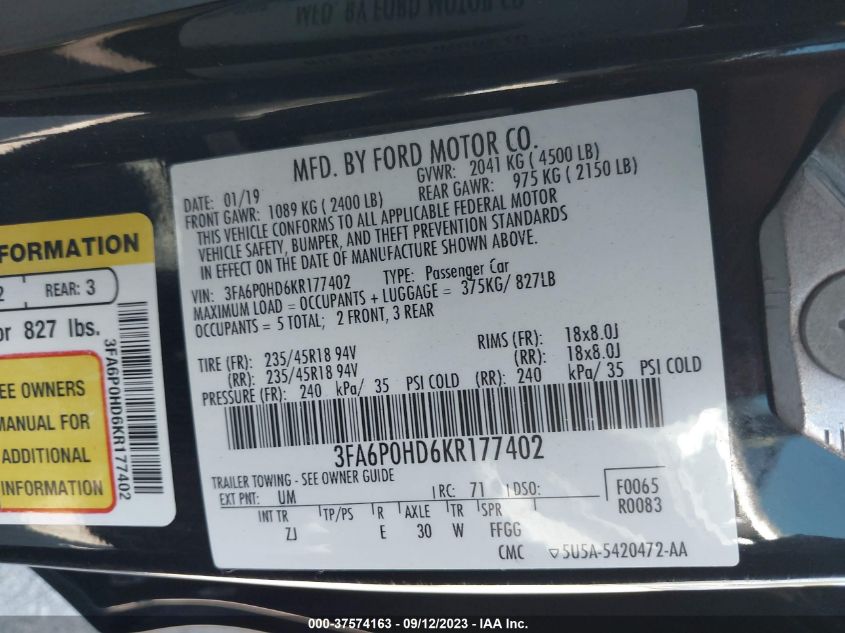 MFD. BY FORD MOTOR CO
MFD. BY FORD MOTOR CO.
DATE: 01/19 GVWR: 2041 KG ( 4500 LB)
FRONT GAWR: 1089 KG ( 2400 LB) REAR GAWR: 975 KG ( 2150 LB)
THIS VEHICLE CONFORMS TO ALL APPLICABLE FEDERAL MOTOR
VEHICLE SAFETY, BUMPER, AND THEFT PREVENTION STANDARDS
IN EFFECT ON THE DATE OF MANUFACTURE SHOWN ABOVE.
VIN: 3FA6P0HD6KR177402 TYPE: Passenger Car
MAXIMUM LOAD = OCCUPANTS + LUGGAGE = 375KG/ 827LB
OCCUPANTS = 5 TOTAL; 2 FRONT, 3 REAR
TIRE (FR): 235/45R18 94V RIMS (FR): 18x8.0J
(RR): 235/45R18 94V (RR): 18x8.0J
PRESSURE (FR): 240 kPa/ 35 PSI COLD (RR): 240 kPa/ 35 PSI COLD
3FA6P0HD6KR177402
TRAILER TOWING - SEE OWNER GUIDE
EXT PNT: UM RC: 71 DSO: F0065
R0083
INT TR TP/PS R AXLE TR SPR
ZJ E 30 W FFGG
CMC ▽5U5A-5420472-AA
FORMATION
2 REAR: 3
or 827 lbs.
3FA6P0HD6KR177402
EE OWNERS
MANUAL FOR
ADDITIONAL
INFORMATION
000 - 37574163 - 09/12/2023 - IAA Inc.